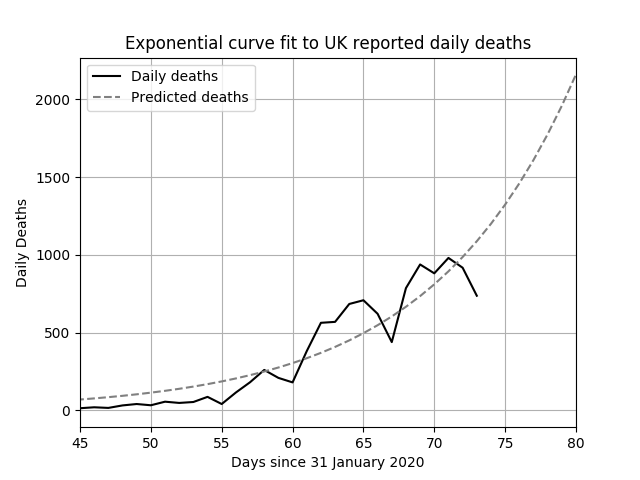 Exponential curve fit to UK reported daily deaths
Daily deaths
Predicted deaths
2000
1500
1000
500
0
Daily Deaths
45 50 55 60 65 70 75 80
Days since 31 January 2020